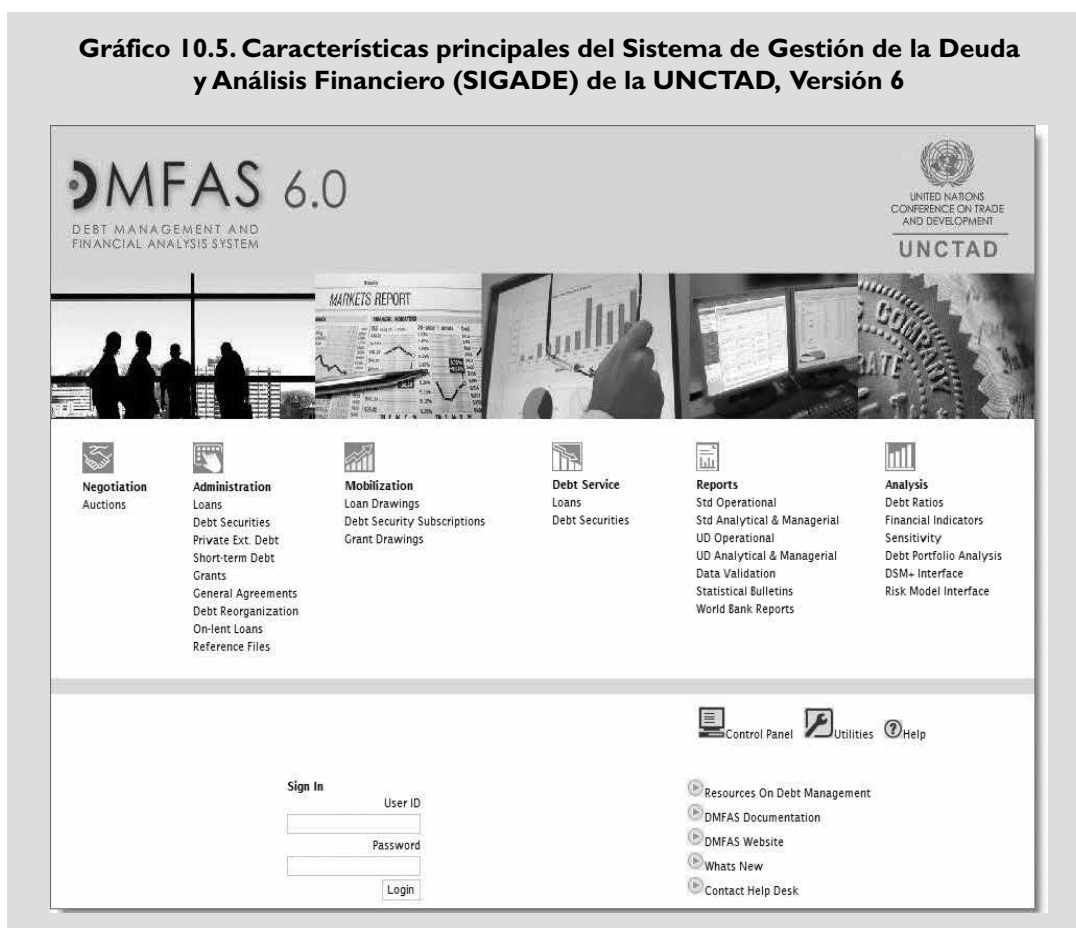 Gráfico 10.5. Características principales del Sistema de Gestión de la Deuda
y Análisis Financiero (SIGADE) de la UNCTAD, Versión 6
DMFAS 6.0
DEBT MANAGEMENT AND
FINANCIAL ANALYSIS SYSTEM
UNITED NATIONS
CONFERENCE ON TRADE
AND DEVELOPMENT
UNCTAD
MARKETS REPORT
COMPANY
Negotiation
Auctions
Administration
Loans
Debt Securities
Private Ext. Debt
Short-term Debt
Grants
General Agreements
Debt Reorganization
On-lent Loans
Reference Files
Mobilization
Loan Drawings
Debt Security Subscriptions
Grant Drawings
Debt Service
Loans
Debt Securities
Reports
Std Operational
Std Analytical & Managerial
UD Operational
UD Analytical & Managerial
Data Validation
Statistical Bulletins
World Bank Reports
Analysis
Debt Ratios
Financial Indicators
Sensitivity
Debt Portfolio Analysis
DSM+ Interface
Risk Model Interface
Control Panel
Utilities
Help
Sign In
User ID
Password
Login
Resources On Debt Management
DMFAS Documentation
DMFAS Website
Whats New
Contact Help Desk